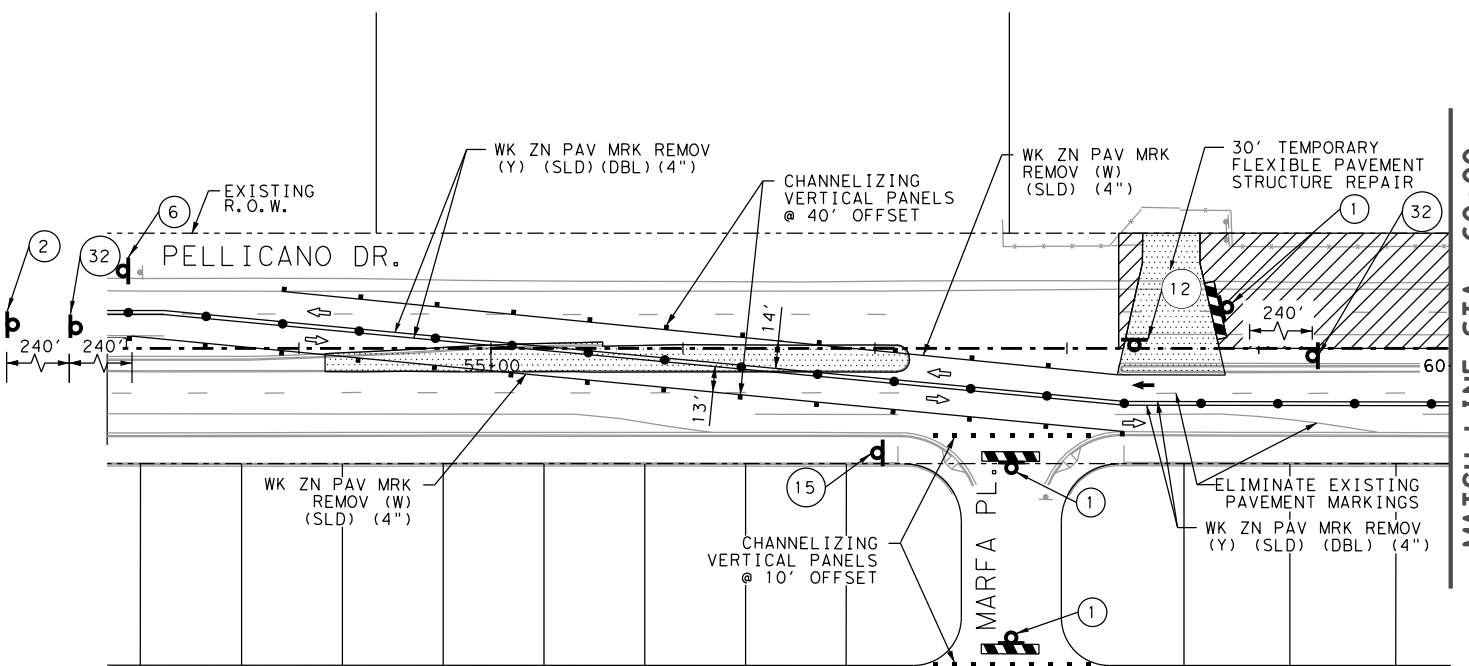 WK ZN PAV MRK REMOV
(Y) (SLD)(DBL)(4")
WK ZN PAV MRK
REMOV (W)
(SLD) (4")
30' TEMPORARY
FLEXIBLE PAVEMENT
STRUCTURE REPAIR
CHANNELIZING
VERTICAL PANELS
@ 40' OFFSET
EXISTING
R.O.W.
6
1
32
2
32
PELLICANO DR.
12
240'
240'
240'
14'
55+00
60
13'
MATCH LINE STA.
15
WK ZN PAV MRK
REMOV (W)
(SLD) (4")
1
ELIMINATE EXISTING
PAVEMENT MARKINGS
WK ZN PAV MRK REMOV
(Y) (SLD) (DBL) (4")
CHANNELIZING
VERTICAL PANELS
@ 10' OFFSET
MARFA PL.
1